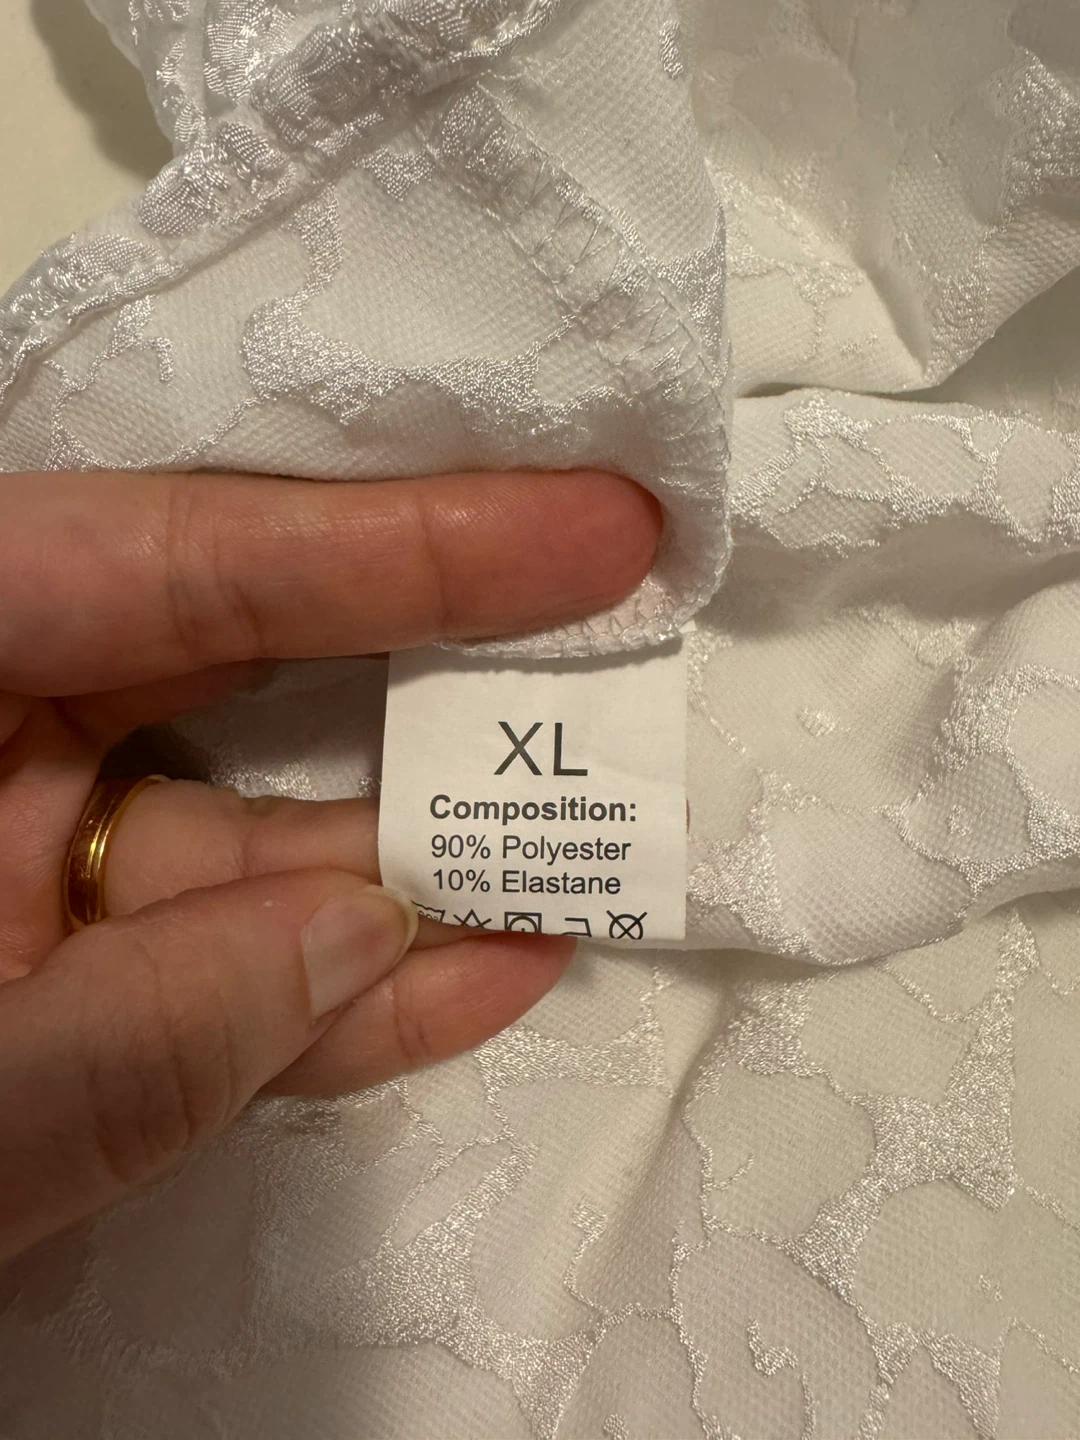 XL
Composition:
90% Polyester
10% Elastane